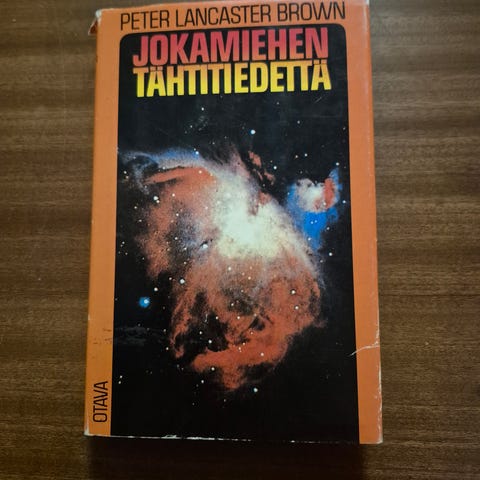 PETER LANCASTER BROWN
JOKAMIEHEN
TÄHTITIEDETTÄ
OTAVA